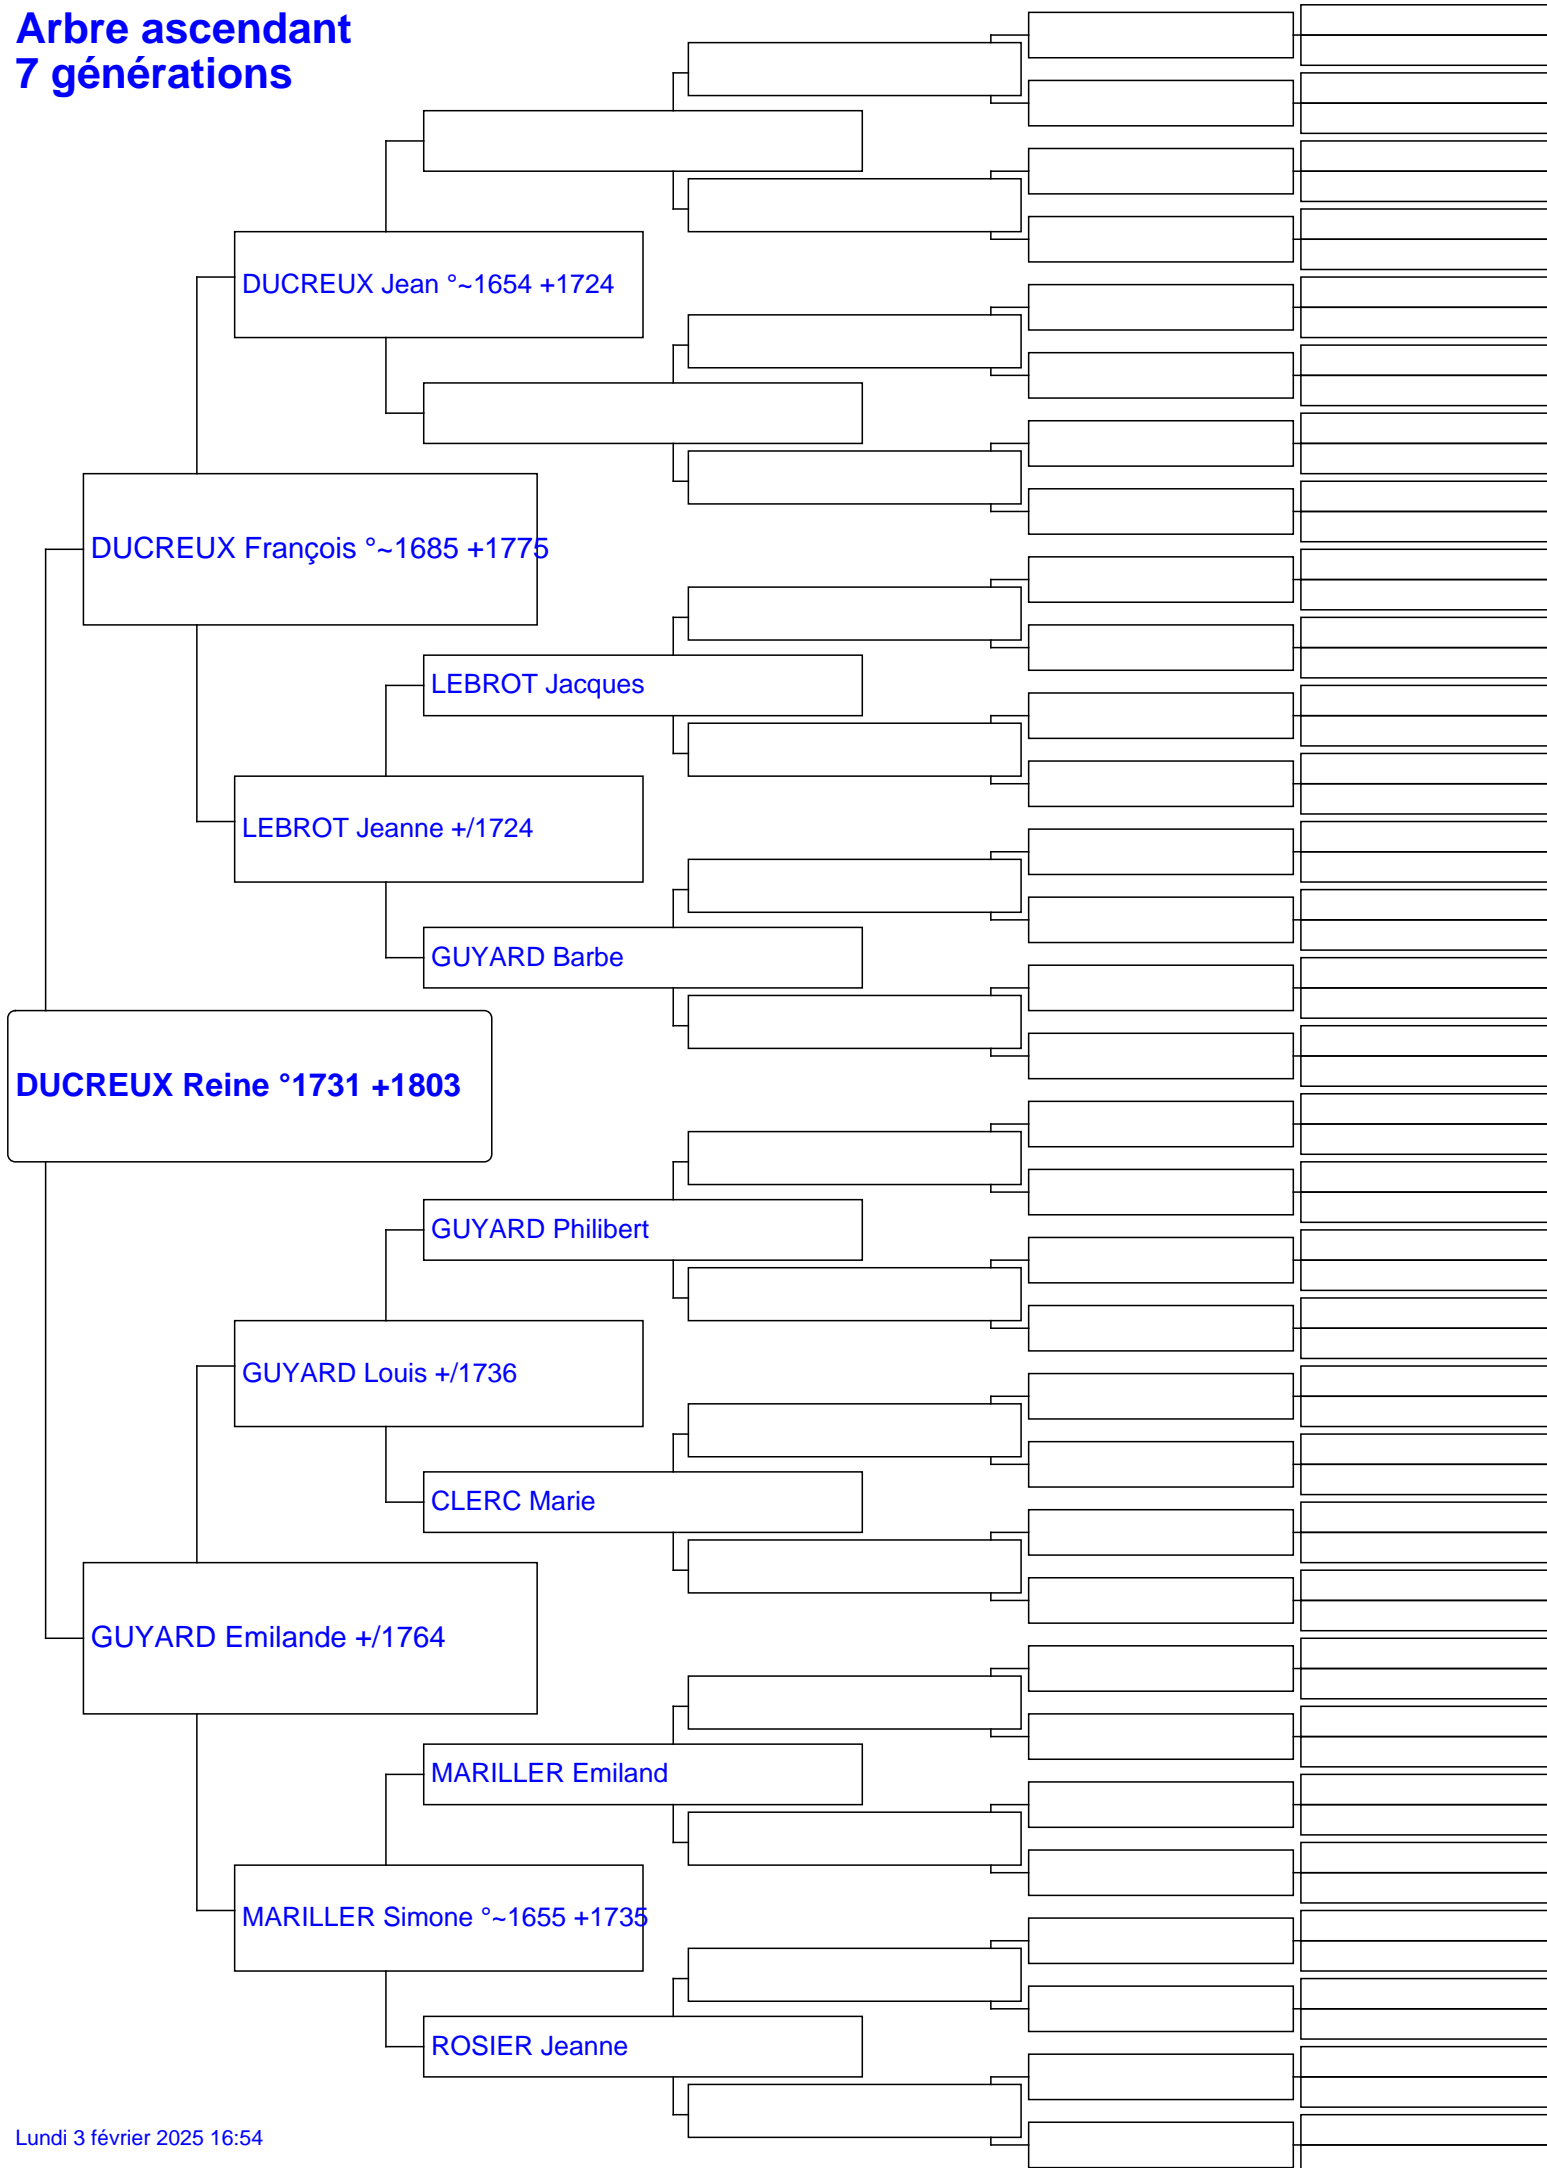 Arbre ascendant
7 générations
DUCREUX Jean °~1654 +1724
DUCREUX François °~1685 +1775
LEBROT Jacques
LEBROT Jeanne +/1724
GUYARD Barbe
DUCREUX Reine °1731 +1803
GUYARD Philibert
GUYARD Louis +/1736
CLERC Marie
GUYARD Emilande +/1764
MARILLER Emiland
MARILLER Simone °~1655 +1735
ROSIER Jeanne
Lundi 3 février 2025 16:54